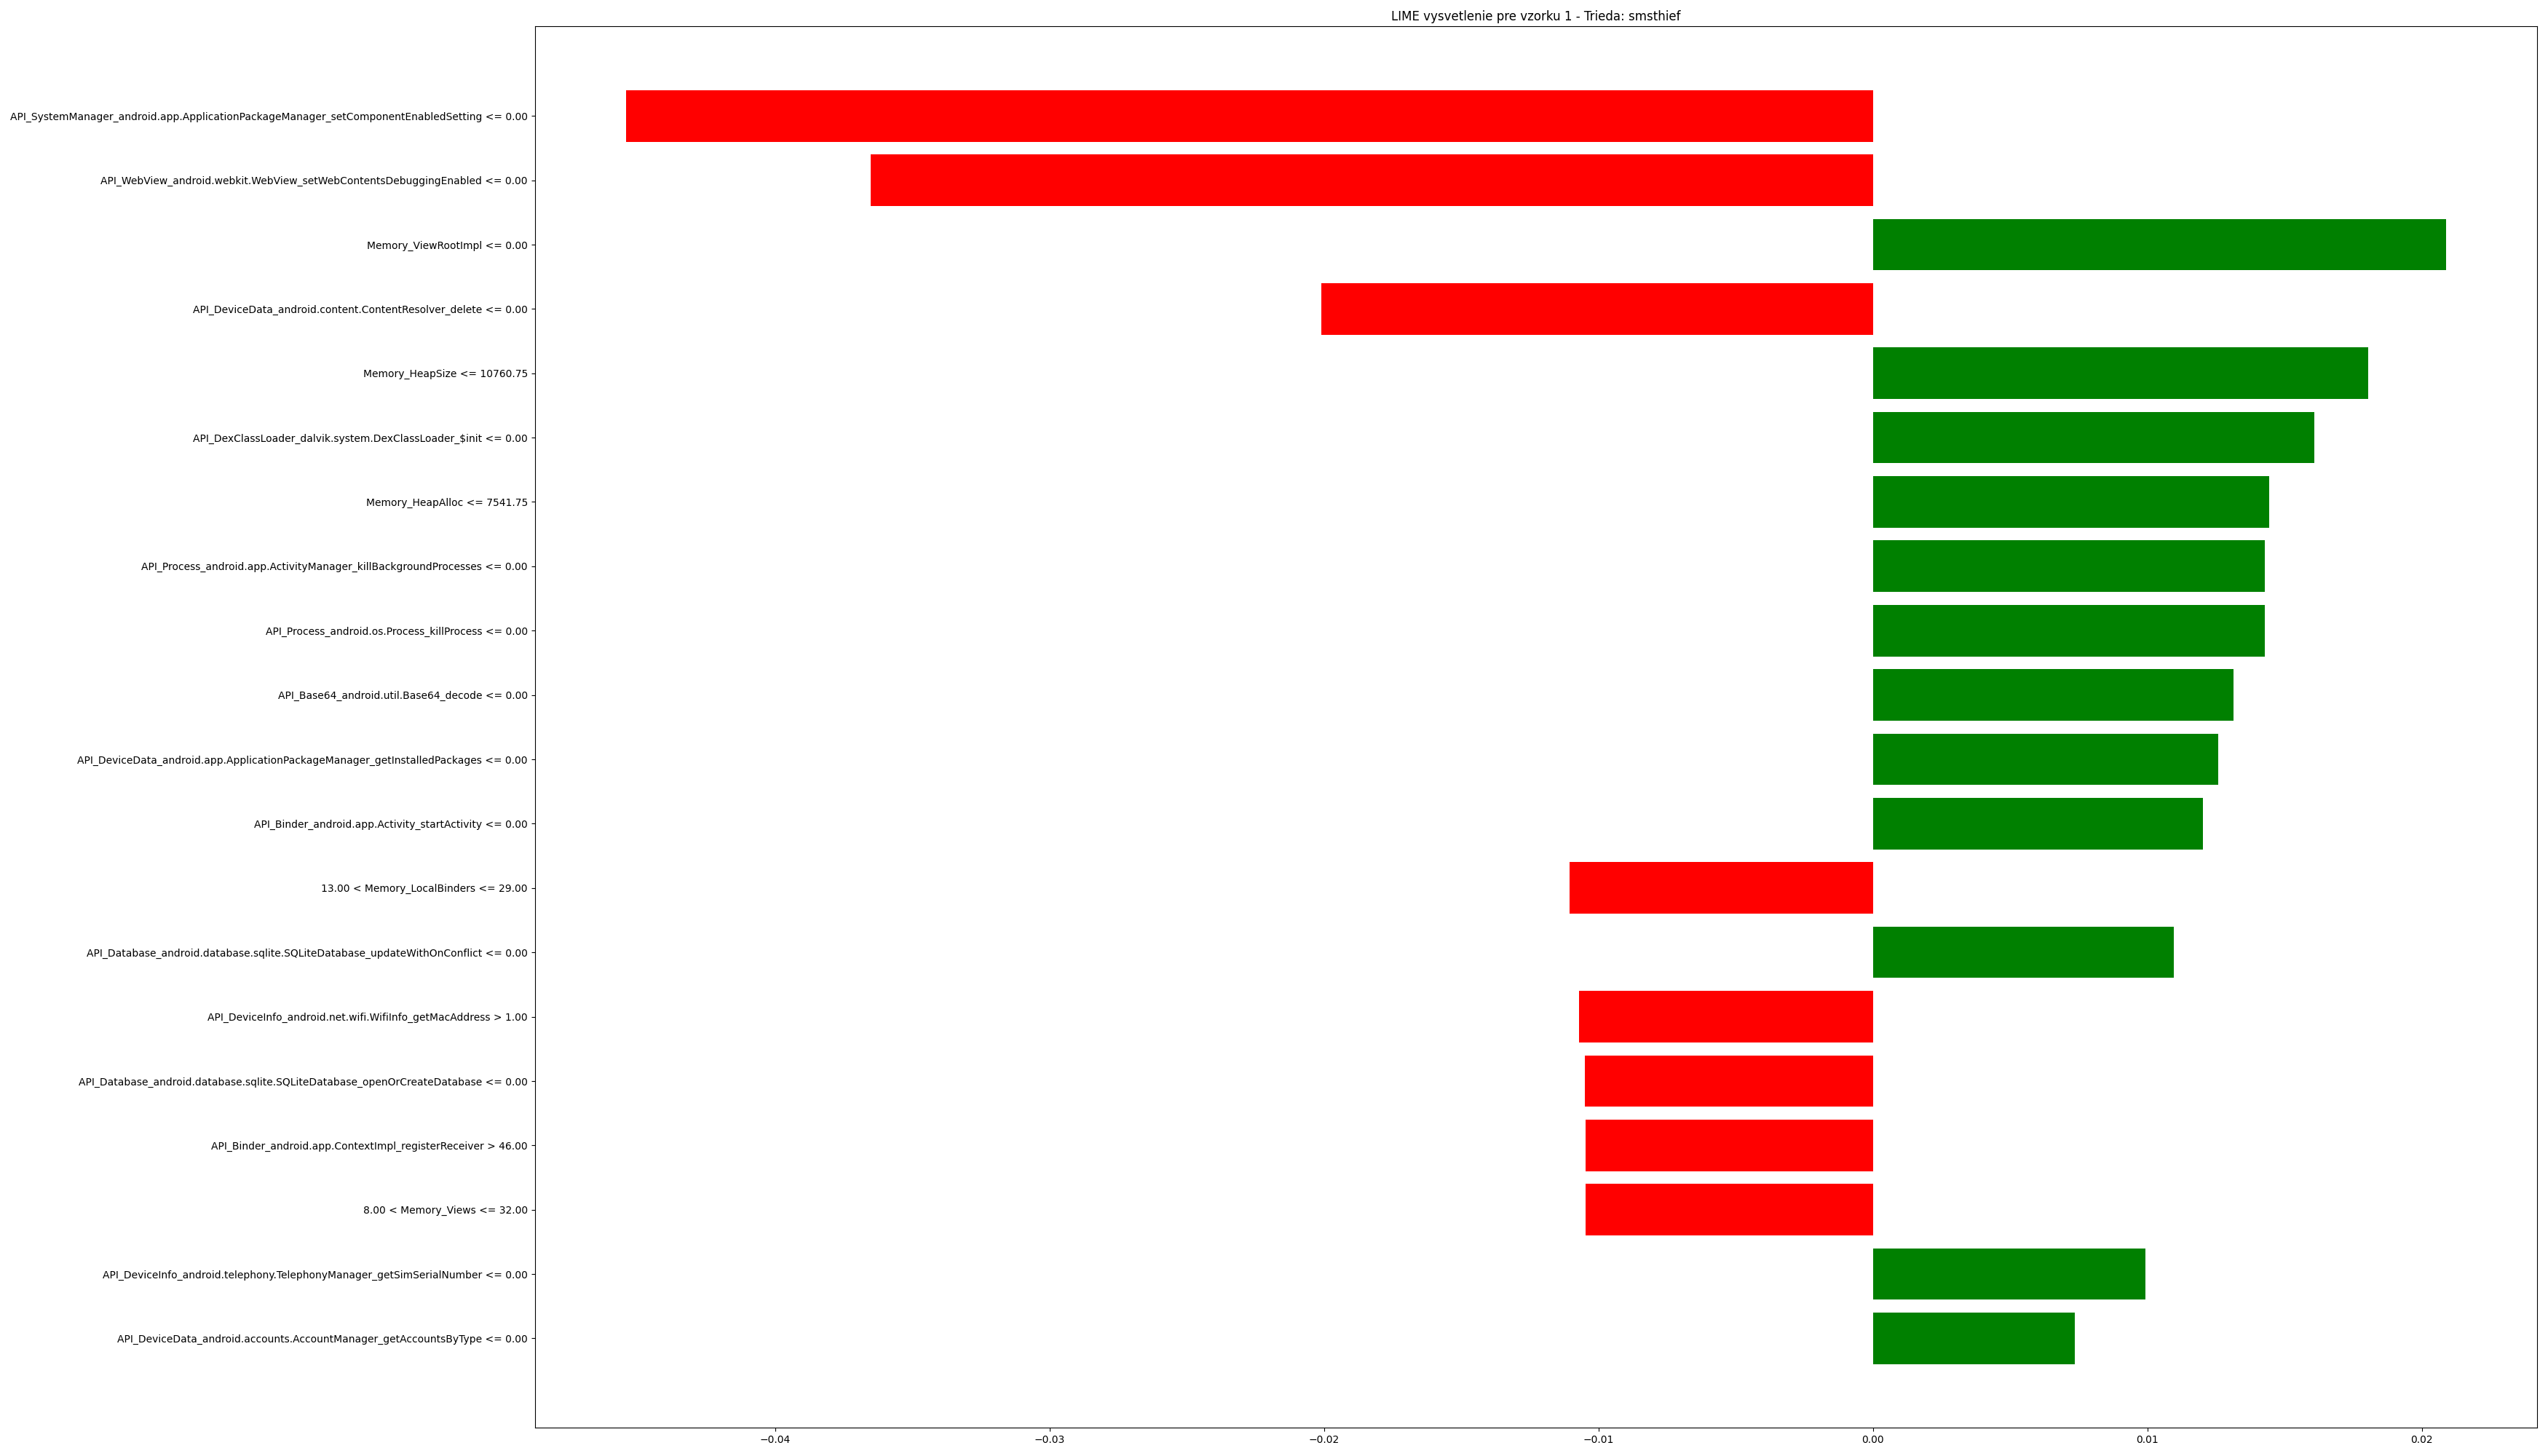 LIME vysvetlenie pre vzorku 1 - Trieda: smsthief
API_SystemManager_android.app.ApplicationPackageManager_setComponentEnabledSetting <= 0.00
API_WebView_android.webkit.WebView_setWebContentsDebuggingEnabled <= 0.00
Memory_ViewRootImpl <= 0.00
API_DeviceData_android.content.ContentResolver_delete <= 0.00
Memory_HeapSize <= 10760.75
API_DexClassLoader_dalvik.system.DexClassLoader_$init <= 0.00
Memory_HeapAlloc <= 7541.75
API_Process_android.app.ActivityManager_killBackgroundProcesses <= 0.00
API_Process_android.os.Process_killProcess <= 0.00
API_Base64_android.util.Base64_decode <= 0.00
API_DeviceData_android.app.ApplicationPackageManager_getInstalledPackages <= 0.00
API_Binder_android.app.Activity_startActivity <= 0.00
13.00 < Memory_LocalBinders <= 29.00
API_Database_android.database.sqlite.SQLiteDatabase_updateWithOnConflict <= 0.00
API_DeviceInfo_android.net.wifi.WifiInfo_getMacAddress > 1.00
API_Database_android.database.sqlite.SQLiteDatabase_openOrCreateDatabase <= 0.00
API_Binder_android.app.ContextImpl_registerReceiver > 46.00
8.00 < Memory_Views <= 32.00
API_DeviceInfo_android.telephony.TelephonyManager_getSimSerialNumber <= 0.00
API_DeviceData_android.accounts.AccountManager_getAccountsByType <= 0.00
−0.04 −0.03 −0.02 −0.01 0.00 0.01 0.02